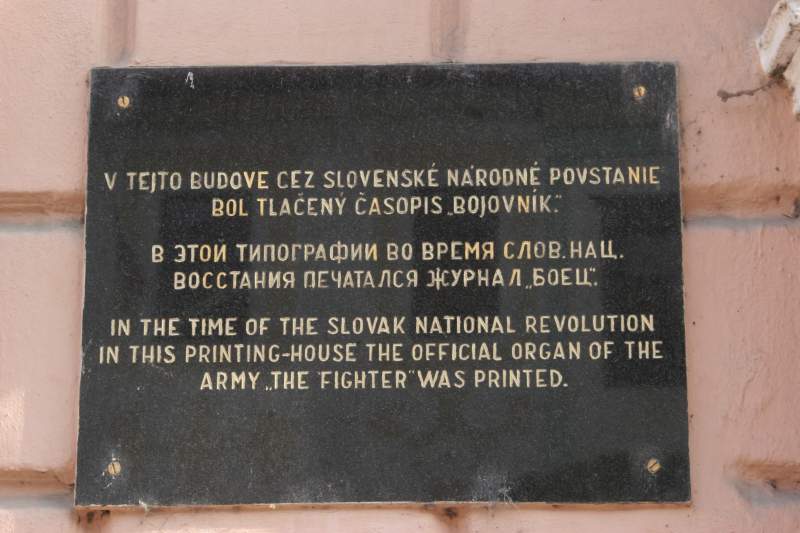 V TEJTO BUDOVE CEZ SLOVENSKÉ NÁRODNÉ POVSTANIE
BOL TLAČENÝ ČASOPIS „BOJOVNÍK."
В ЭТОЙ ТИПОГРАФИИ ВО ВРЕМЯ СЛОВ. НАЦ.
ВОССТАНИЯ ПЕЧАТАЛСЯ ЖУРНАЛ „БОЕЦ".
IN THE TIME OF THE SLOVAK NATIONAL REVOLUTION
IN THIS PRINTING-HOUSE THE OFFICIAL ORGAN OF THE
ARMY „THE FIGHTER" WAS PRINTED.